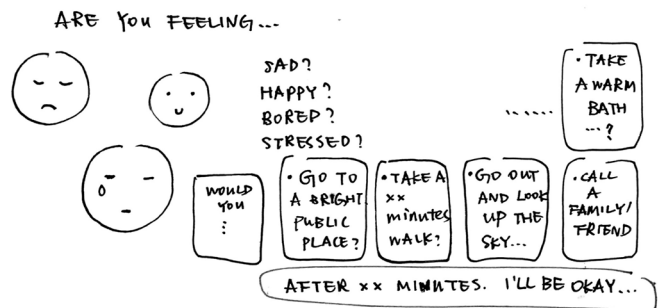 ARE YOU FEELING...
SAD?
HAPPY?
BORED?
STRESSED?
......
• TAKE
A WARM
BATH
...?
WOULD
YOU
...
• GO TO
A BRIGHT
PUBLIC
PLACE?
• TAKE A
xx
minutes
WALK?
• GO OUT
AND LOOK
UP THE
SKY...
• CALL
A
FAMILY/
FRIEND
AFTER xx MINUTES. I'LL BE OKAY...